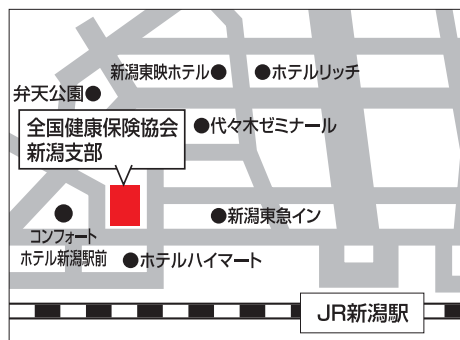 新潟東映ホテル
ホテルリッチ
弁天公園
代々木ゼミナール
全国健康保険協会
新潟支部
新潟東急イン
コンフォート
ホテル新潟駅前
ホテルハイマート
JR新潟駅